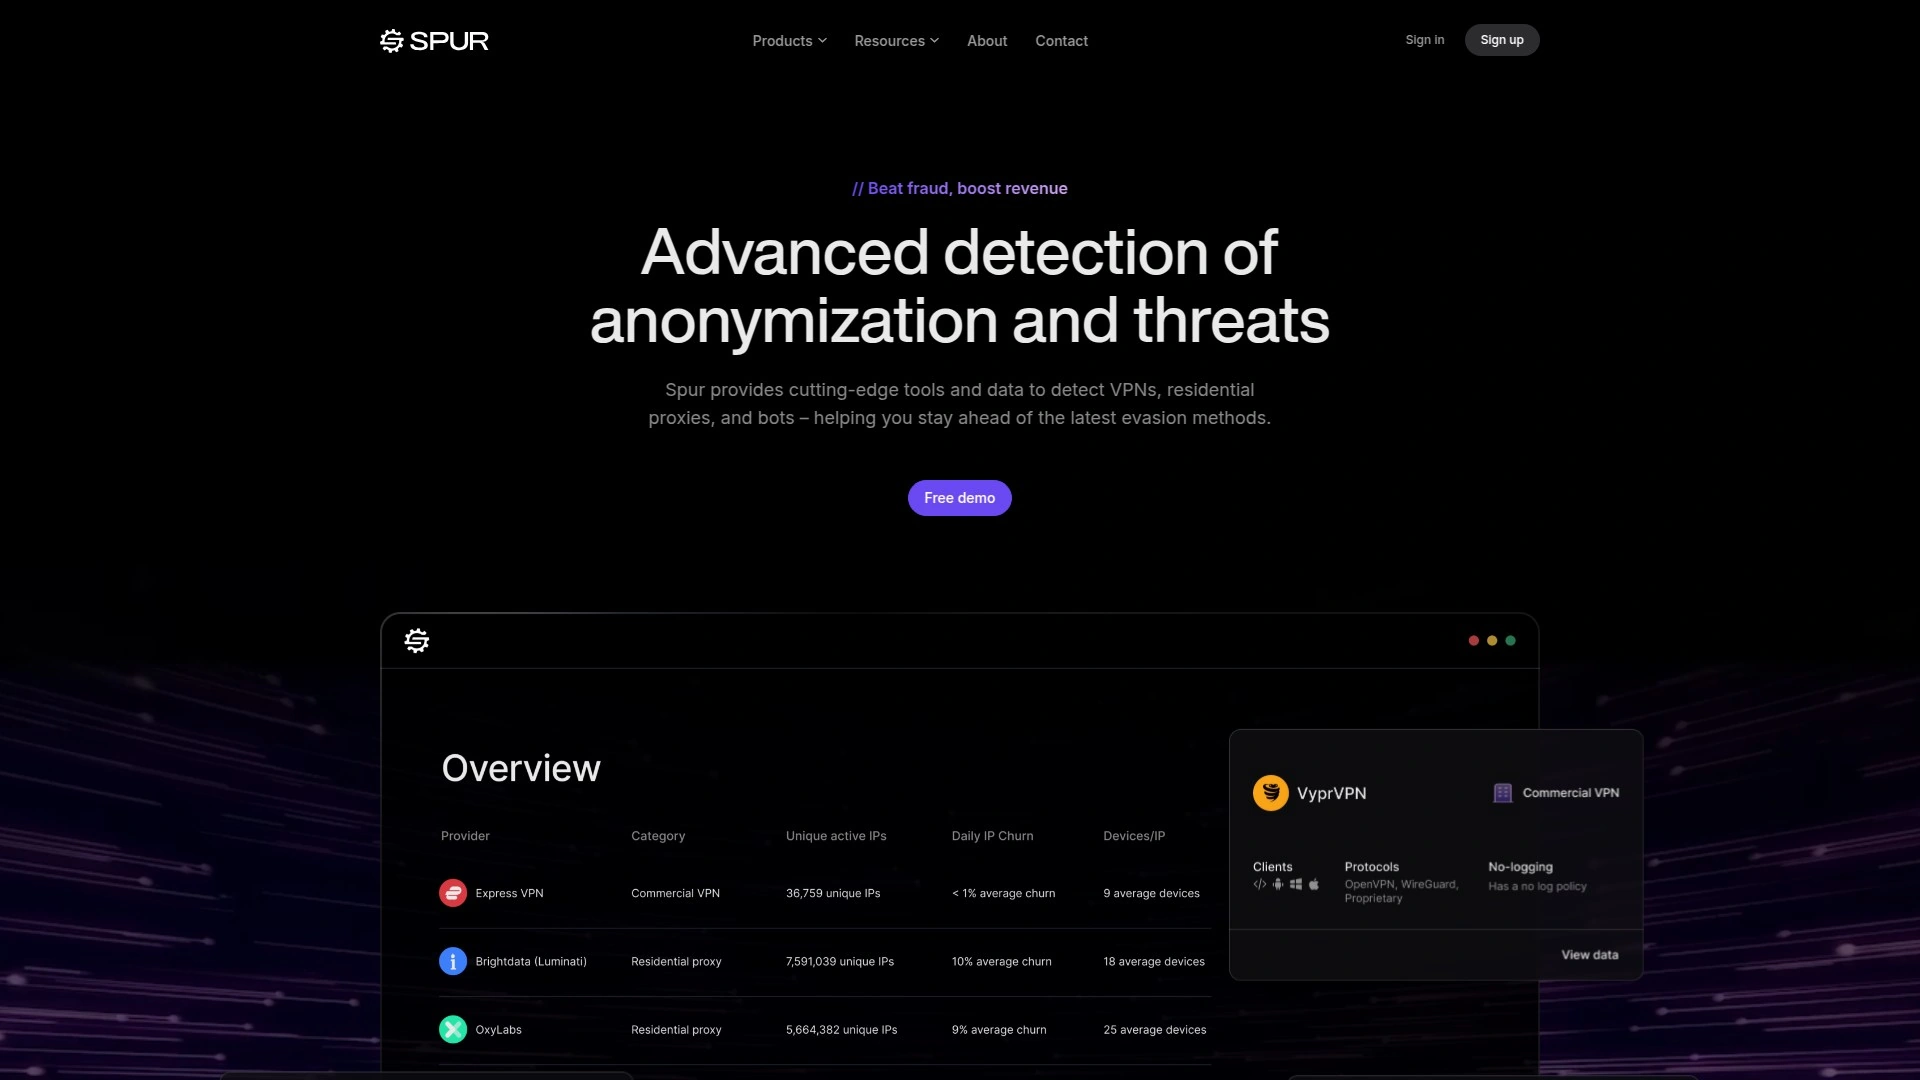 SPUR
Products
Resources
About
Contact
Sign in
Sign up
// Beat fraud, boost revenue
Advanced detection of
anonymization and threats
Spur provides cutting-edge tools and data to detect VPNs, residential
proxies, and bots – helping you stay ahead of the latest evasion methods.
Free demo
Overview
Provider Category Unique active IPs Daily IP Churn Devices/IP
Express VPN Commercial VPN 36,759 unique IPs < 1% average churn 9 average devices
Brightdata (Luminati) Residential proxy 7,591,039 unique IPs 10% average churn 18 average devices
OxyLabs Residential proxy 5,664,382 unique IPs 9% average churn 25 average devices
VyprVPN
Commercial VPN
Clients
Protocols
OpenVPN, WireGuard,
Proprietary
No-logging
Has a no log policy
View data